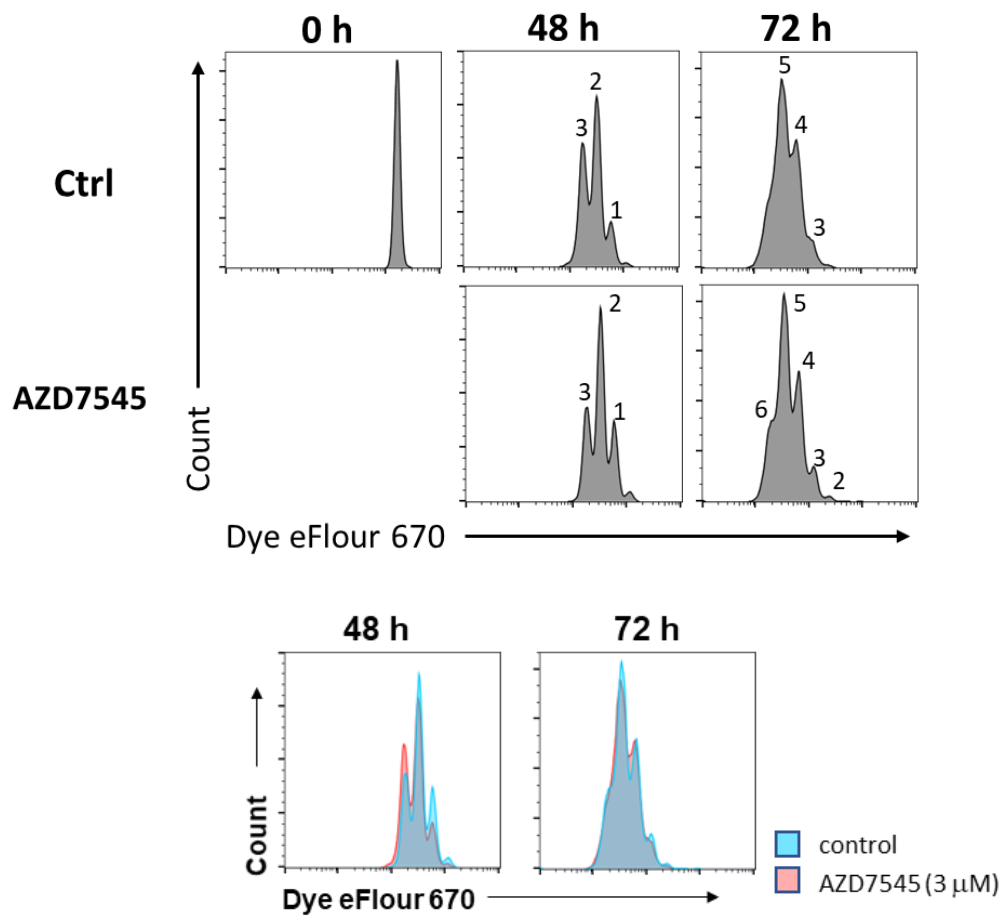 0 h 48 h 72 h
Ctrl
3 2 1
5 4 3
AZD7545
3 2 1
6 5 4 3 2
Count
Dye eFlour 670
48 h 72 h
Count
Dye eFlour 670
control
AZD7545 (3 µM)